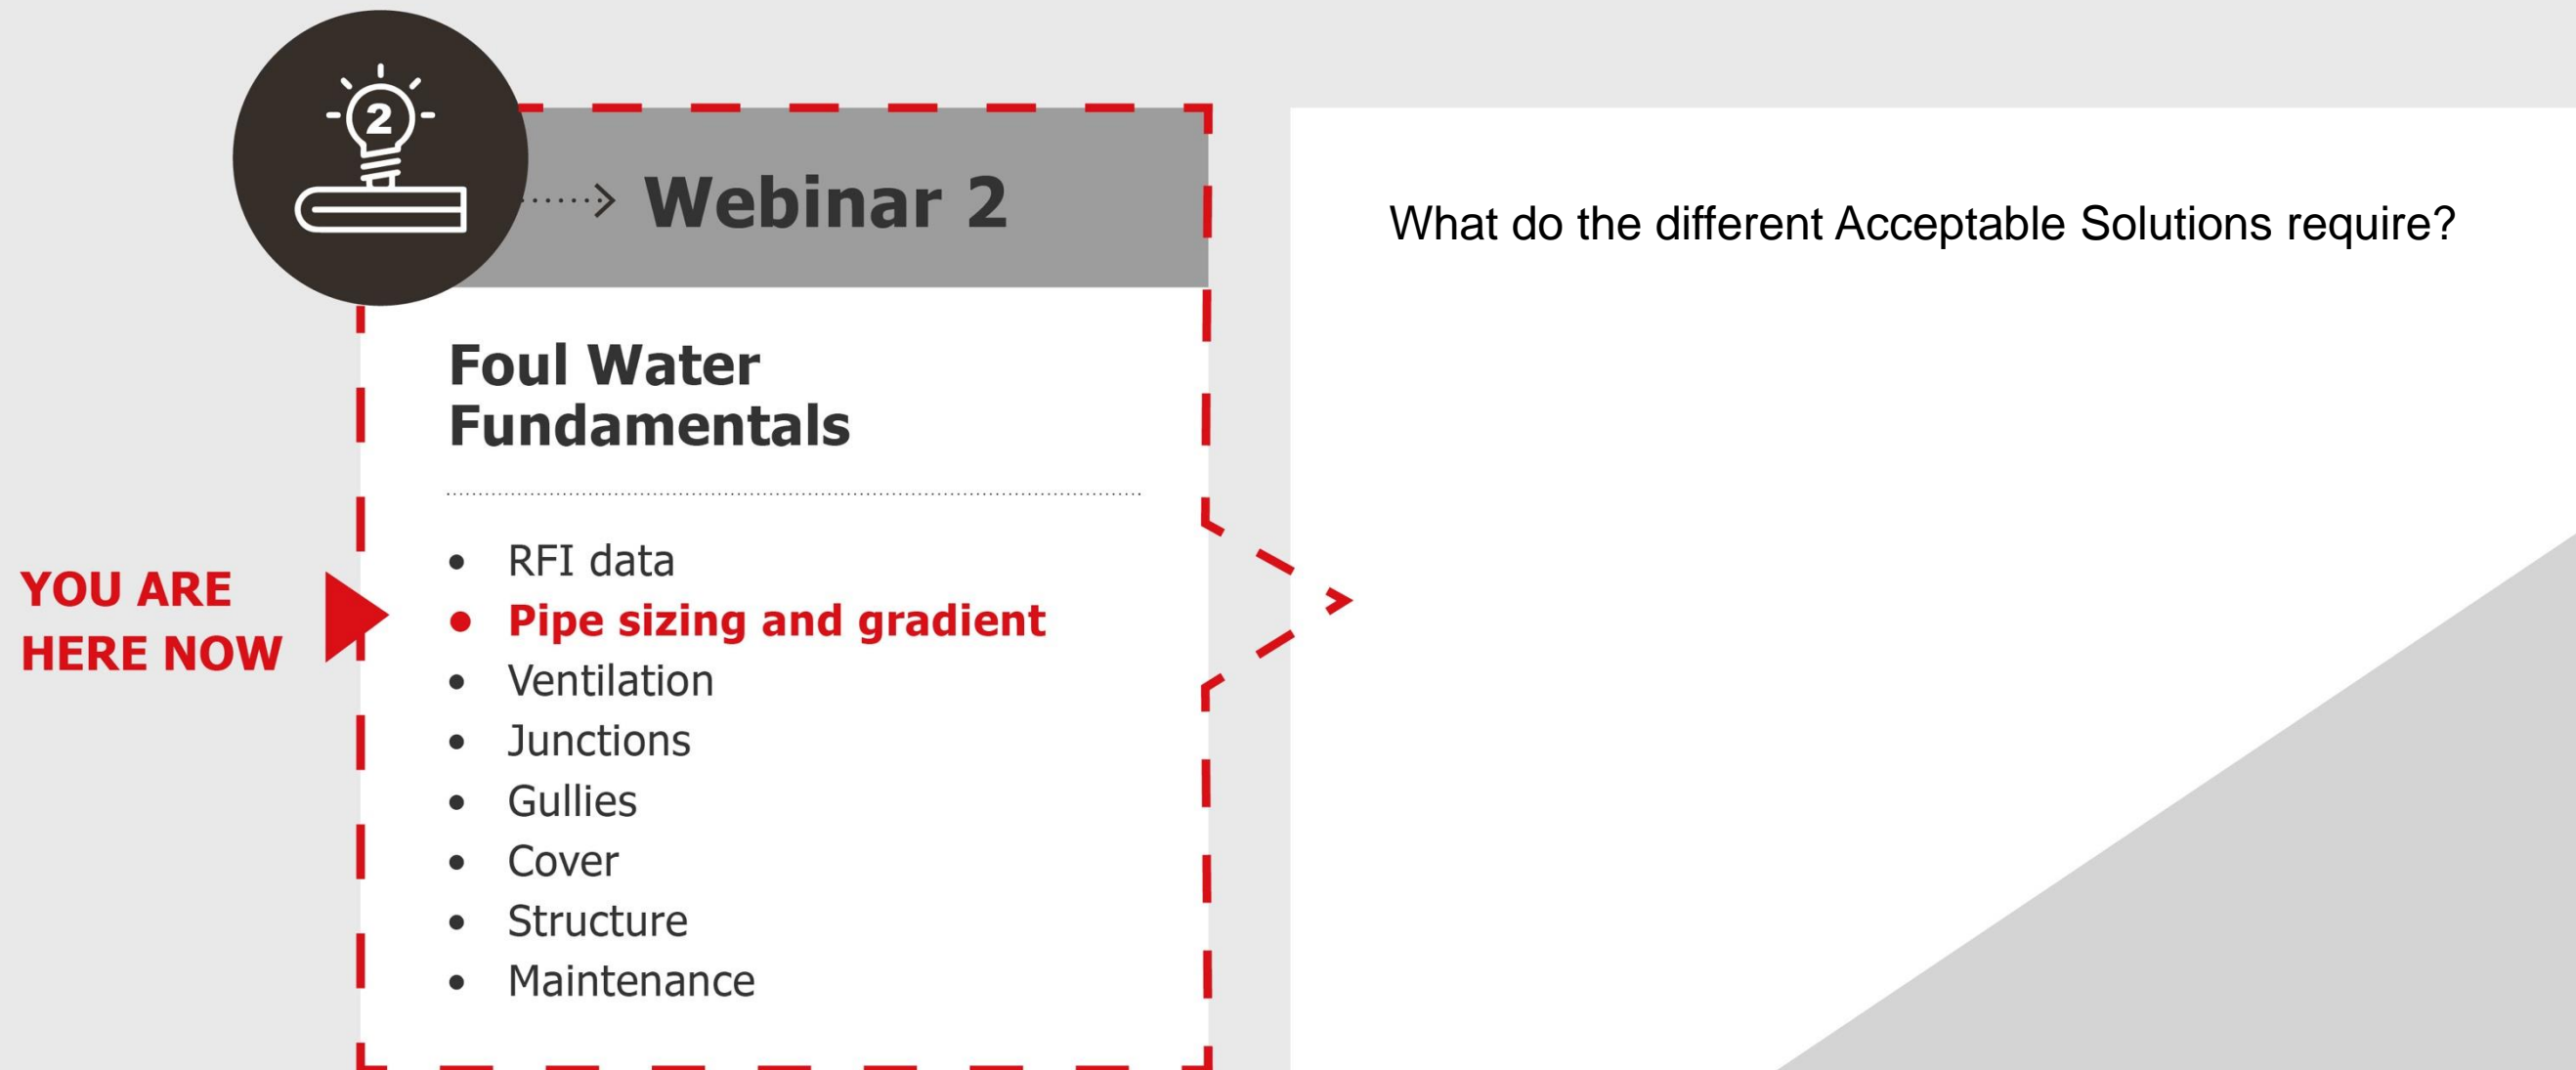 2
Webinar 2
Foul Water
Fundamentals
YOU ARE
HERE NOW
• RFI data
• Pipe sizing and gradient
• Ventilation
• Junctions
• Gullies
• Cover
• Structure
• Maintenance
What do the different Acceptable Solutions require?